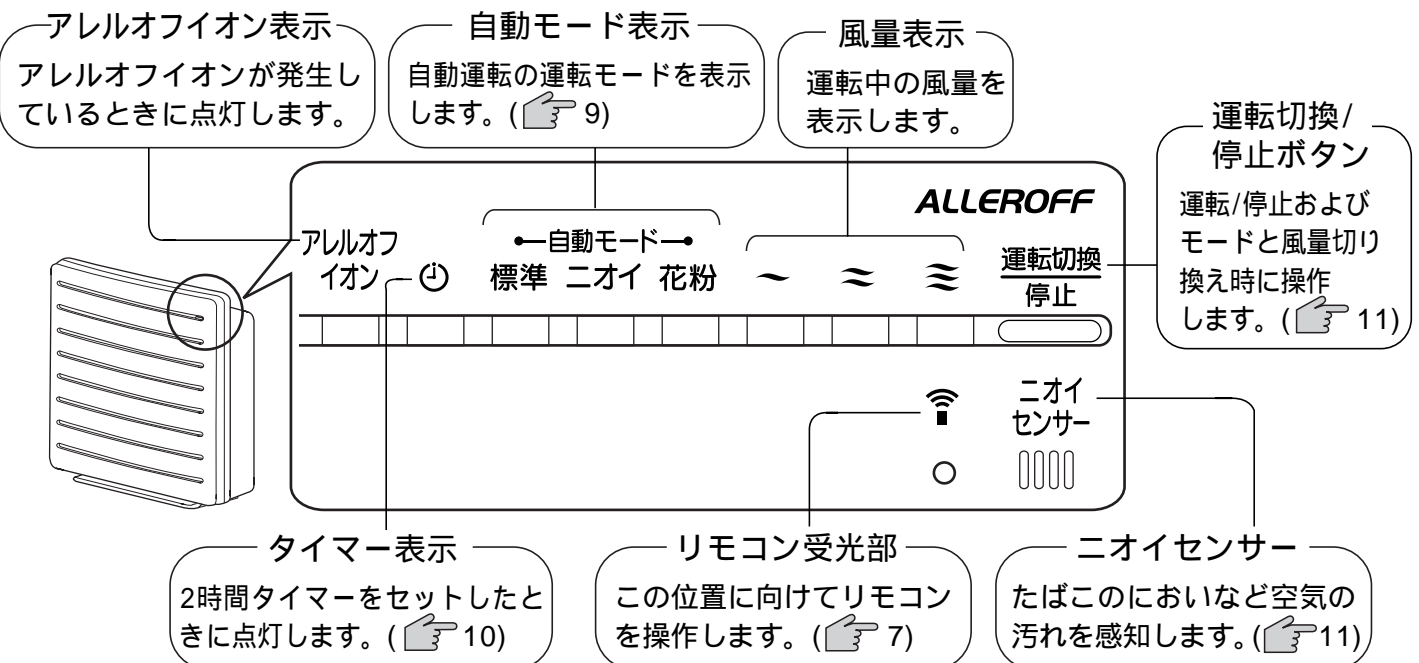 アレルオフイオン表示
アレルオフイオンが発生し
ているときに点灯します。
自動モード表示
自動運転の運転モードを表示
します。( 9)
風量表示
運転中の風量を
表示します。
運転切換/
停止ボタン
運転/停止および
モードと風量切り
換え時に操作
します。( 11)
ALLEROFF
アレルオフ
イオン
自動モード
標準 ニオイ 花粉
運転切換
停止
ニオイ
センサー
タイマー表示
2時間タイマーをセットしたと
きに点灯します。( 10)
リモコン受光部
この位置に向けてリモコン
を操作します。( 7)
ニオイセンサー
たばこのにおいなど空気の
汚れを感知します。( 11)